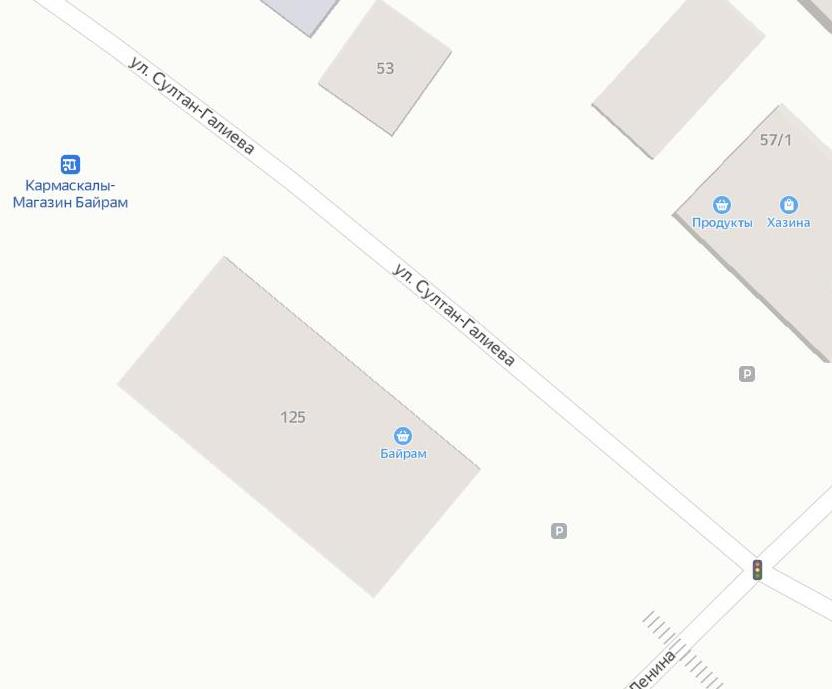 53
ул. Султан-Галиева
57/1
Кармаскалы-
Магазин Байрам
Продукты
Хазина
ул. Султан-Галиева
P
125
Байрам
P
Ленина